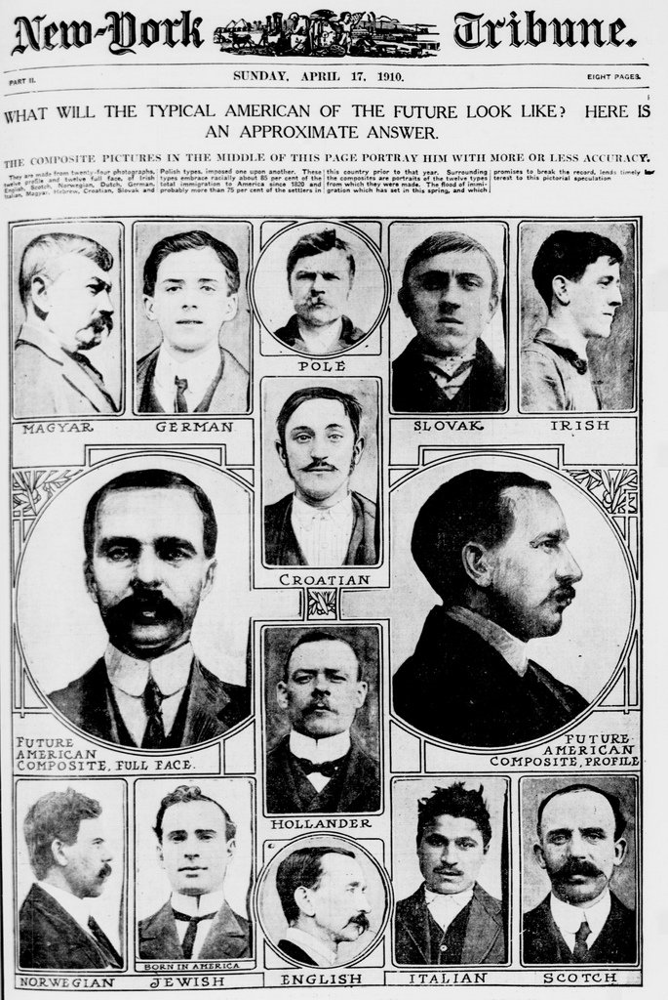 New-York Tribune.
PART II.
SUNDAY, APRIL 17, 1910.
EIGHT PAGES.
WHAT WILL THE TYPICAL AMERICAN OF THE FUTURE LOOK LIKE? HERE IS
AN APPROXIMATE ANSWER.
THE COMPOSITE PICTURES IN THE MIDDLE OF THIS PAGE PORTRAY HIM WITH MORE OR LESS ACCURACY.
They are made from twenty-four photographs,
twelve profile and twelve full face, of Irish
English, Scotch, Norwegian, Dutch, German,
Italian, Magyar, Hebrew, Croatian, Slovak and
Polish types, imposed one upon another. These
types embrace racially about 85 per cent of the
total immigration to America since 1820 and
probably more than 75 per cent of the settlers in
this country prior to that year. Surrounding
the composites are portraits of the twelve types
from which they were made. The flood of immi-
gration which has set in this spring, and which
promises to break the record, lends timely in-
terest to this pictorial speculation
POLE
MAGYAR
GERMAN
SLOVAK
IRISH
CROATIAN
FUTURE
AMERICAN
COMPOSITE, FULL FACE.
FUTURE
AMERICAN
COMPOSITE, PROFILE
HOLLANDER
BORN IN AMERICA
NORWEGIAN
JEWISH
ENGLISH
ITALIAN
SCOTCH